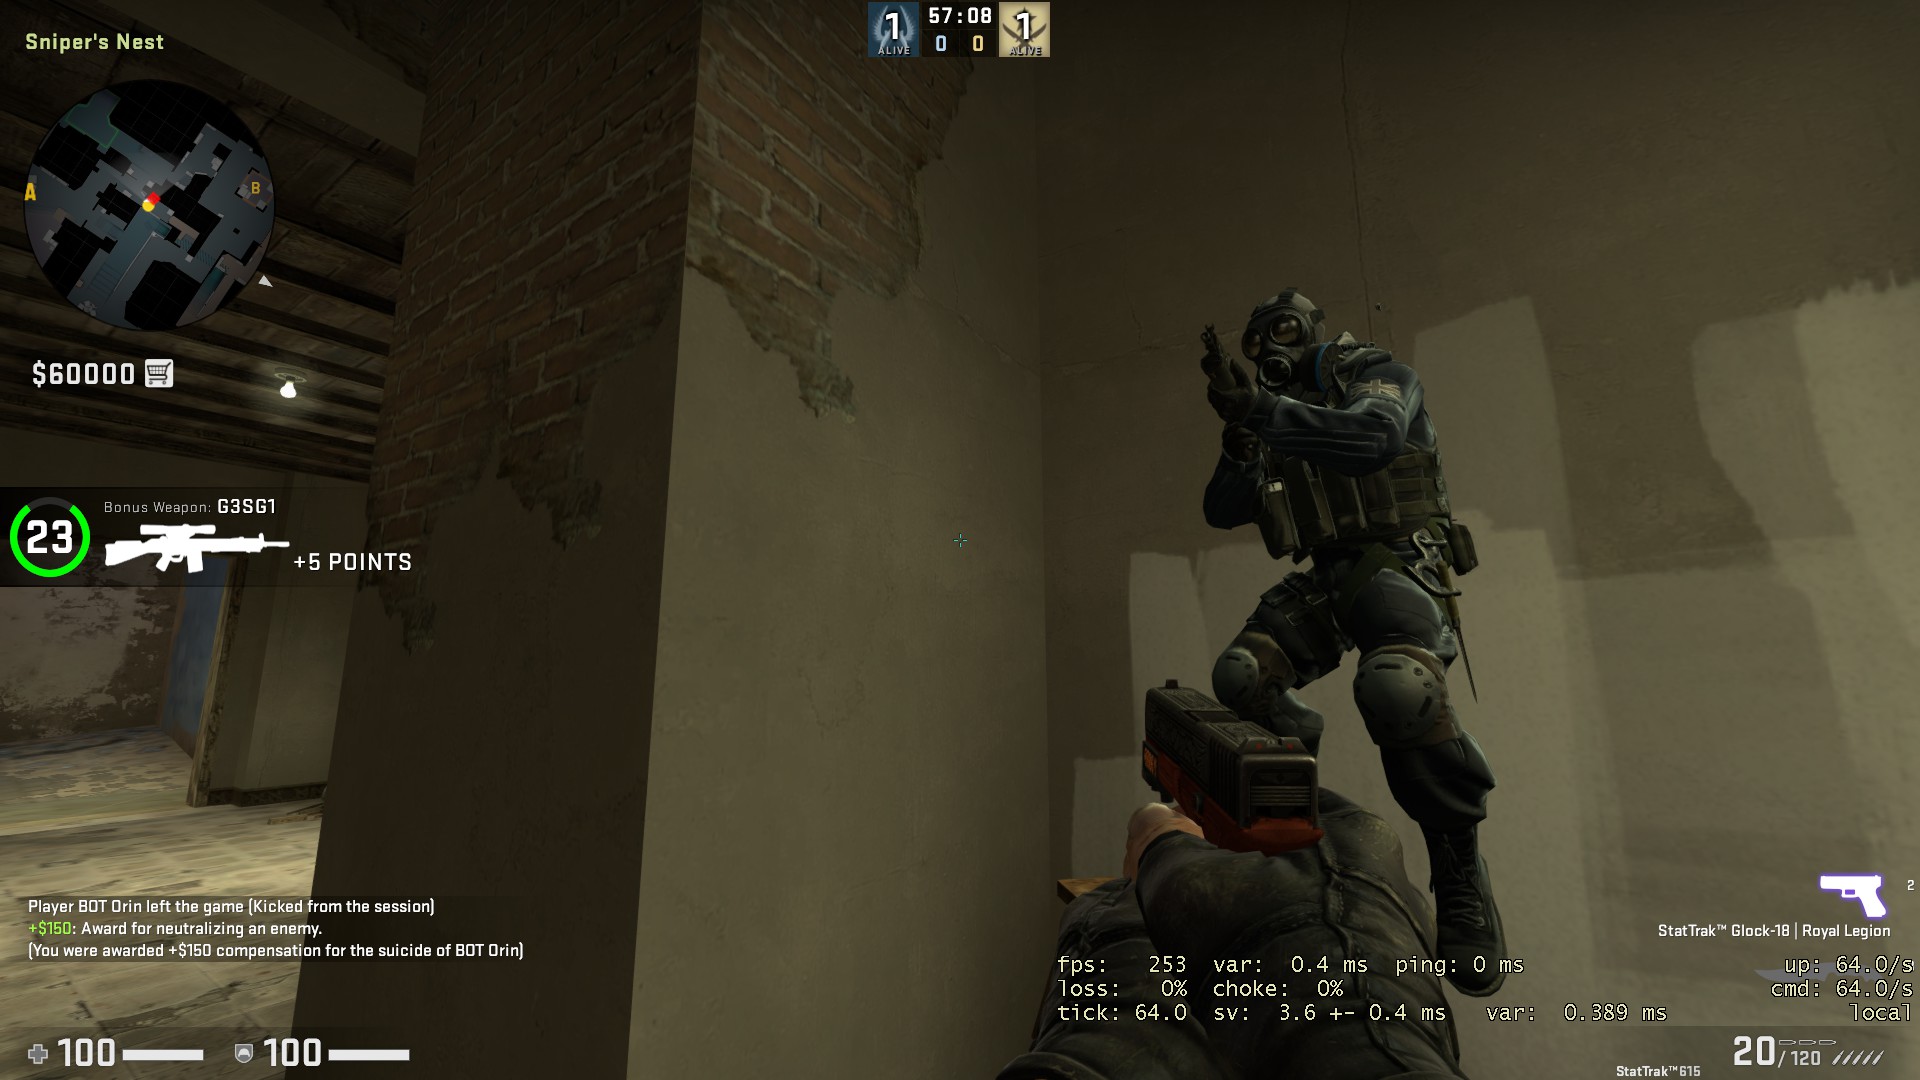 Sniper's Nest
1 ALIVE
57:08
0 0
1 ALIVE
A
B
$60000
23
Bonus Weapon: G3SG1
+5 POINTS
Player BOT Orin left the game (Kicked from the session)
+$150: Award for neutralizing an enemy.
(You were awarded +$150 compensation for the suicide of BOT Orin)
2
StatTrak™ Glock-18 | Royal Legion
fps: 253 var: 0.4 ms ping: 0 ms
up: 64.0/s
loss: 0% choke: 0%
cmd: 64.0/s
tick: 64.0 sv: 3.6 +- 0.4 ms var: 0.389 ms
local
100
100
20/120
StatTrak™615